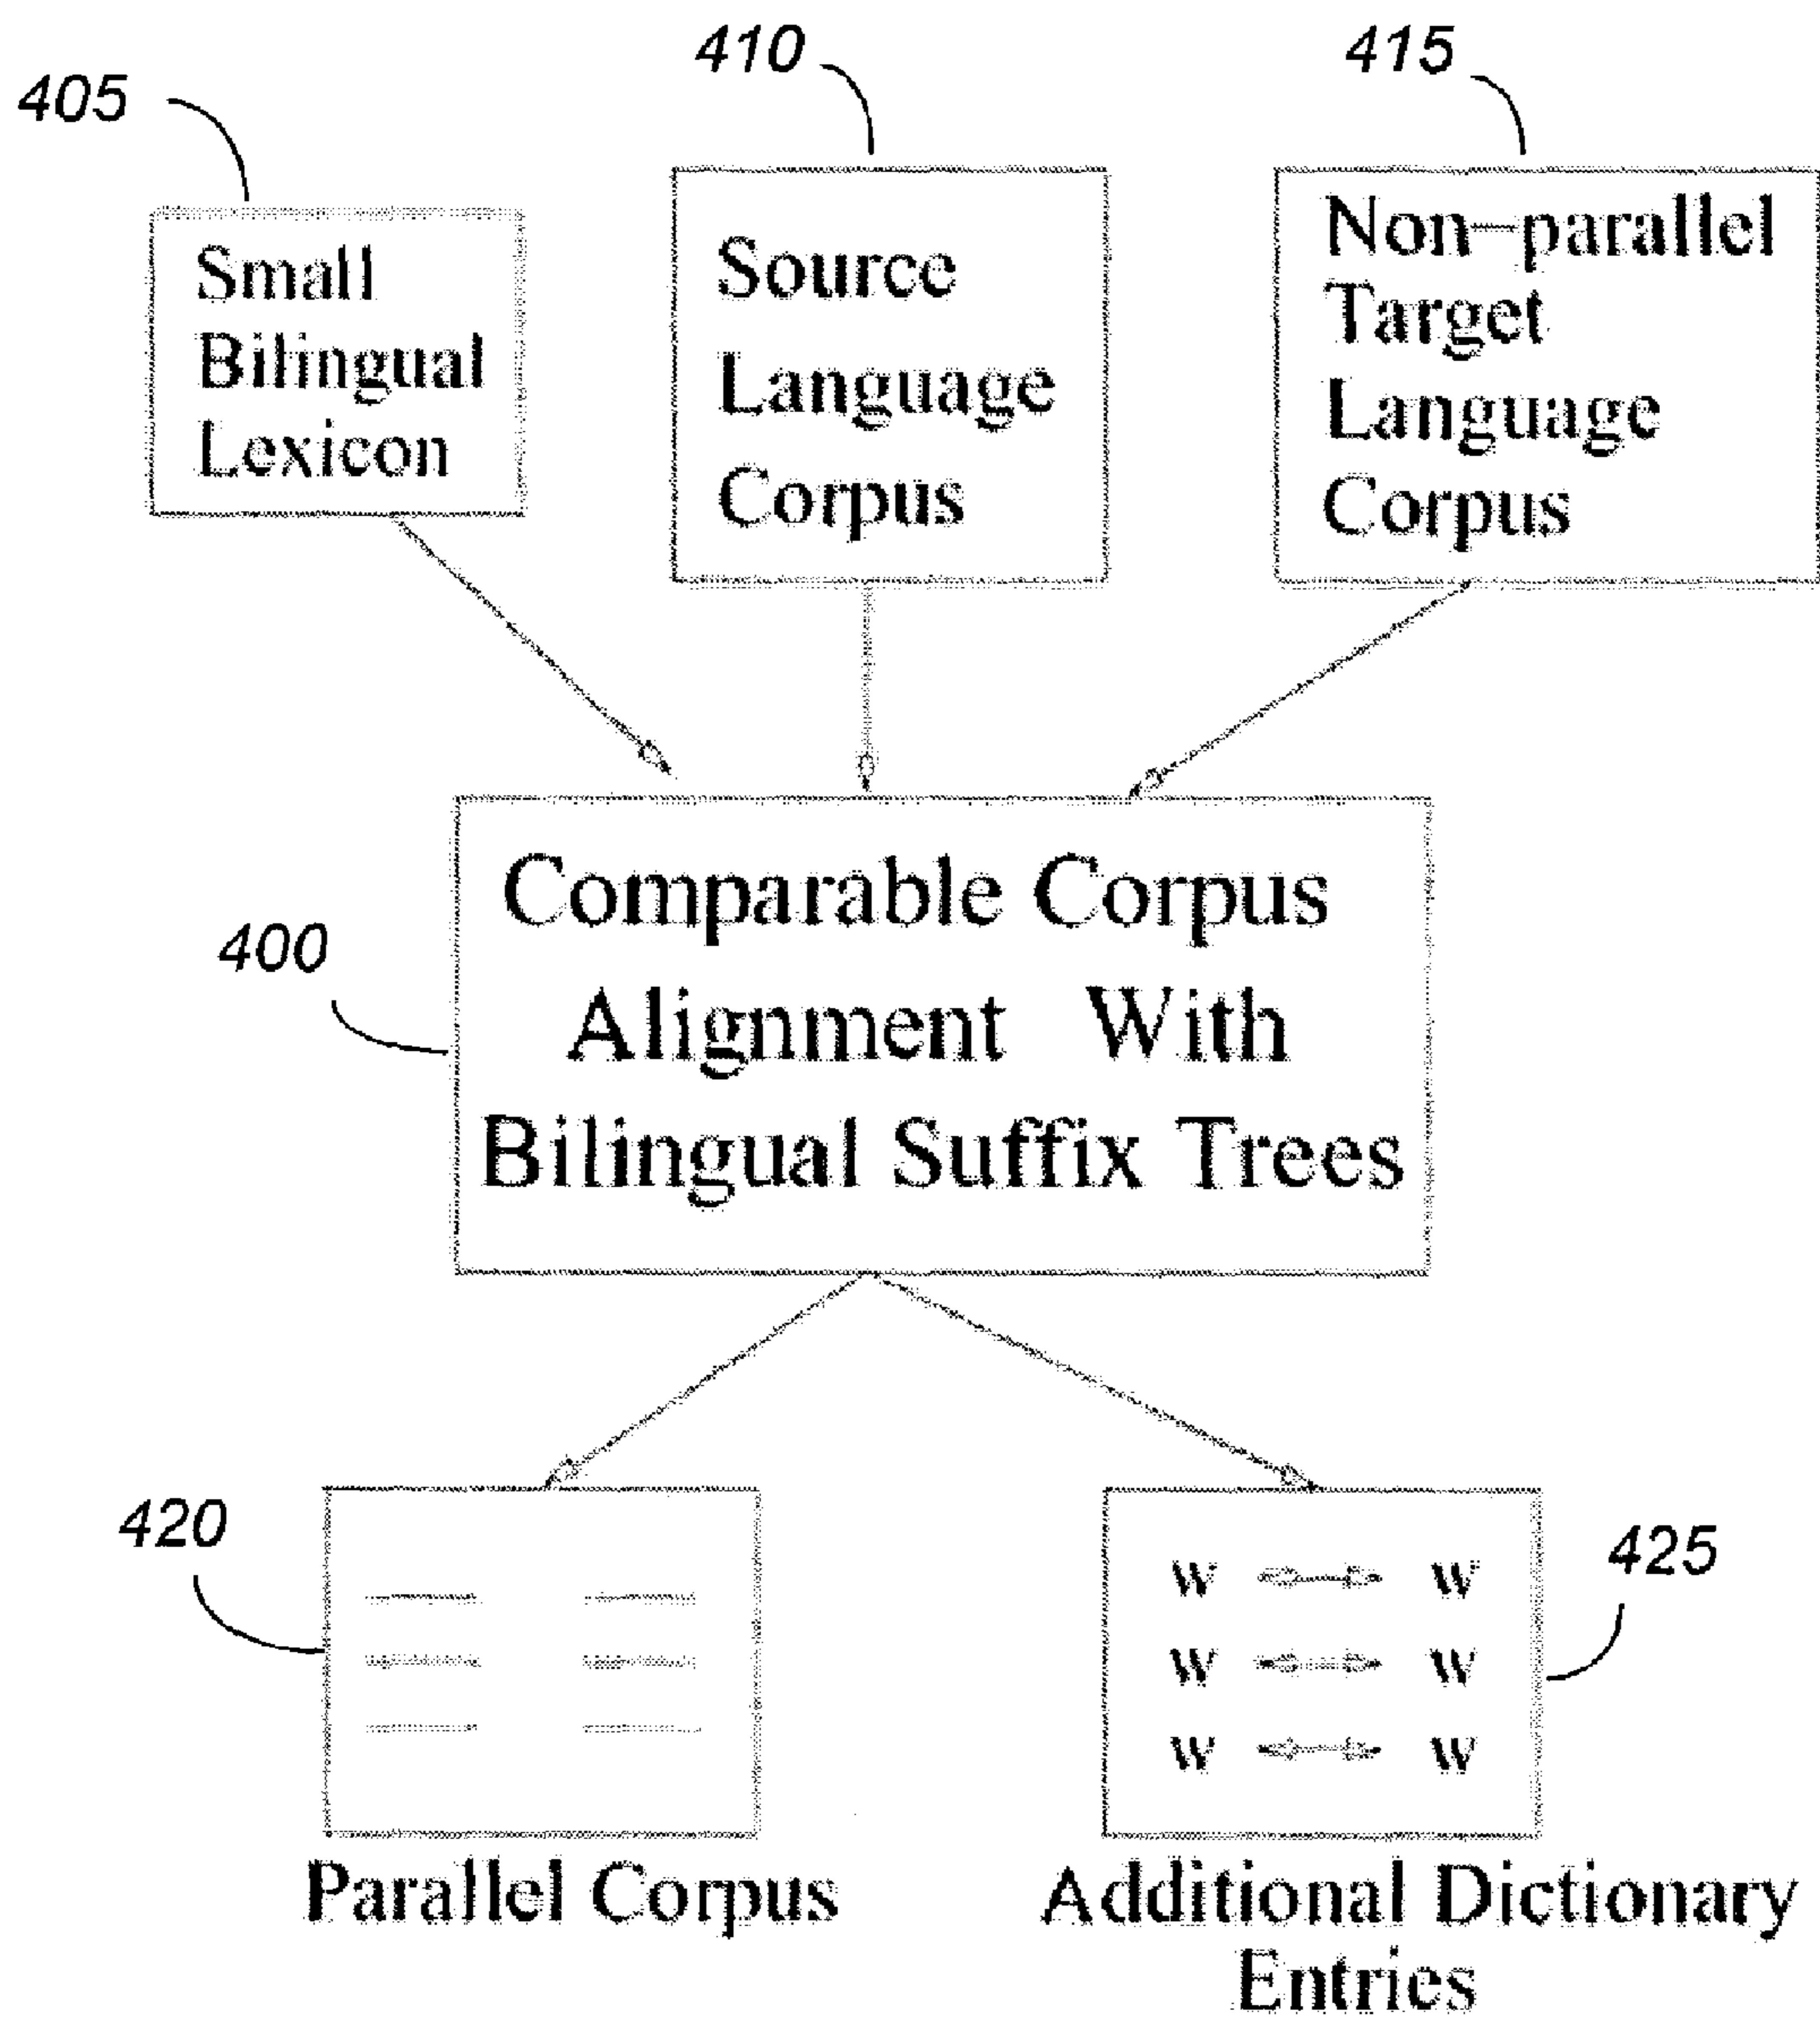 405
410
415
Small
Bilingual
Lexicon
Source
Language
Corpus
Non-parallel
Target
Language
Corpus
400
Comparable Corpus
Alignment With
Bilingual Suffix Trees
420
425
W W
W W
W W
Parallel Corpus
Additional Dictionary
Entries